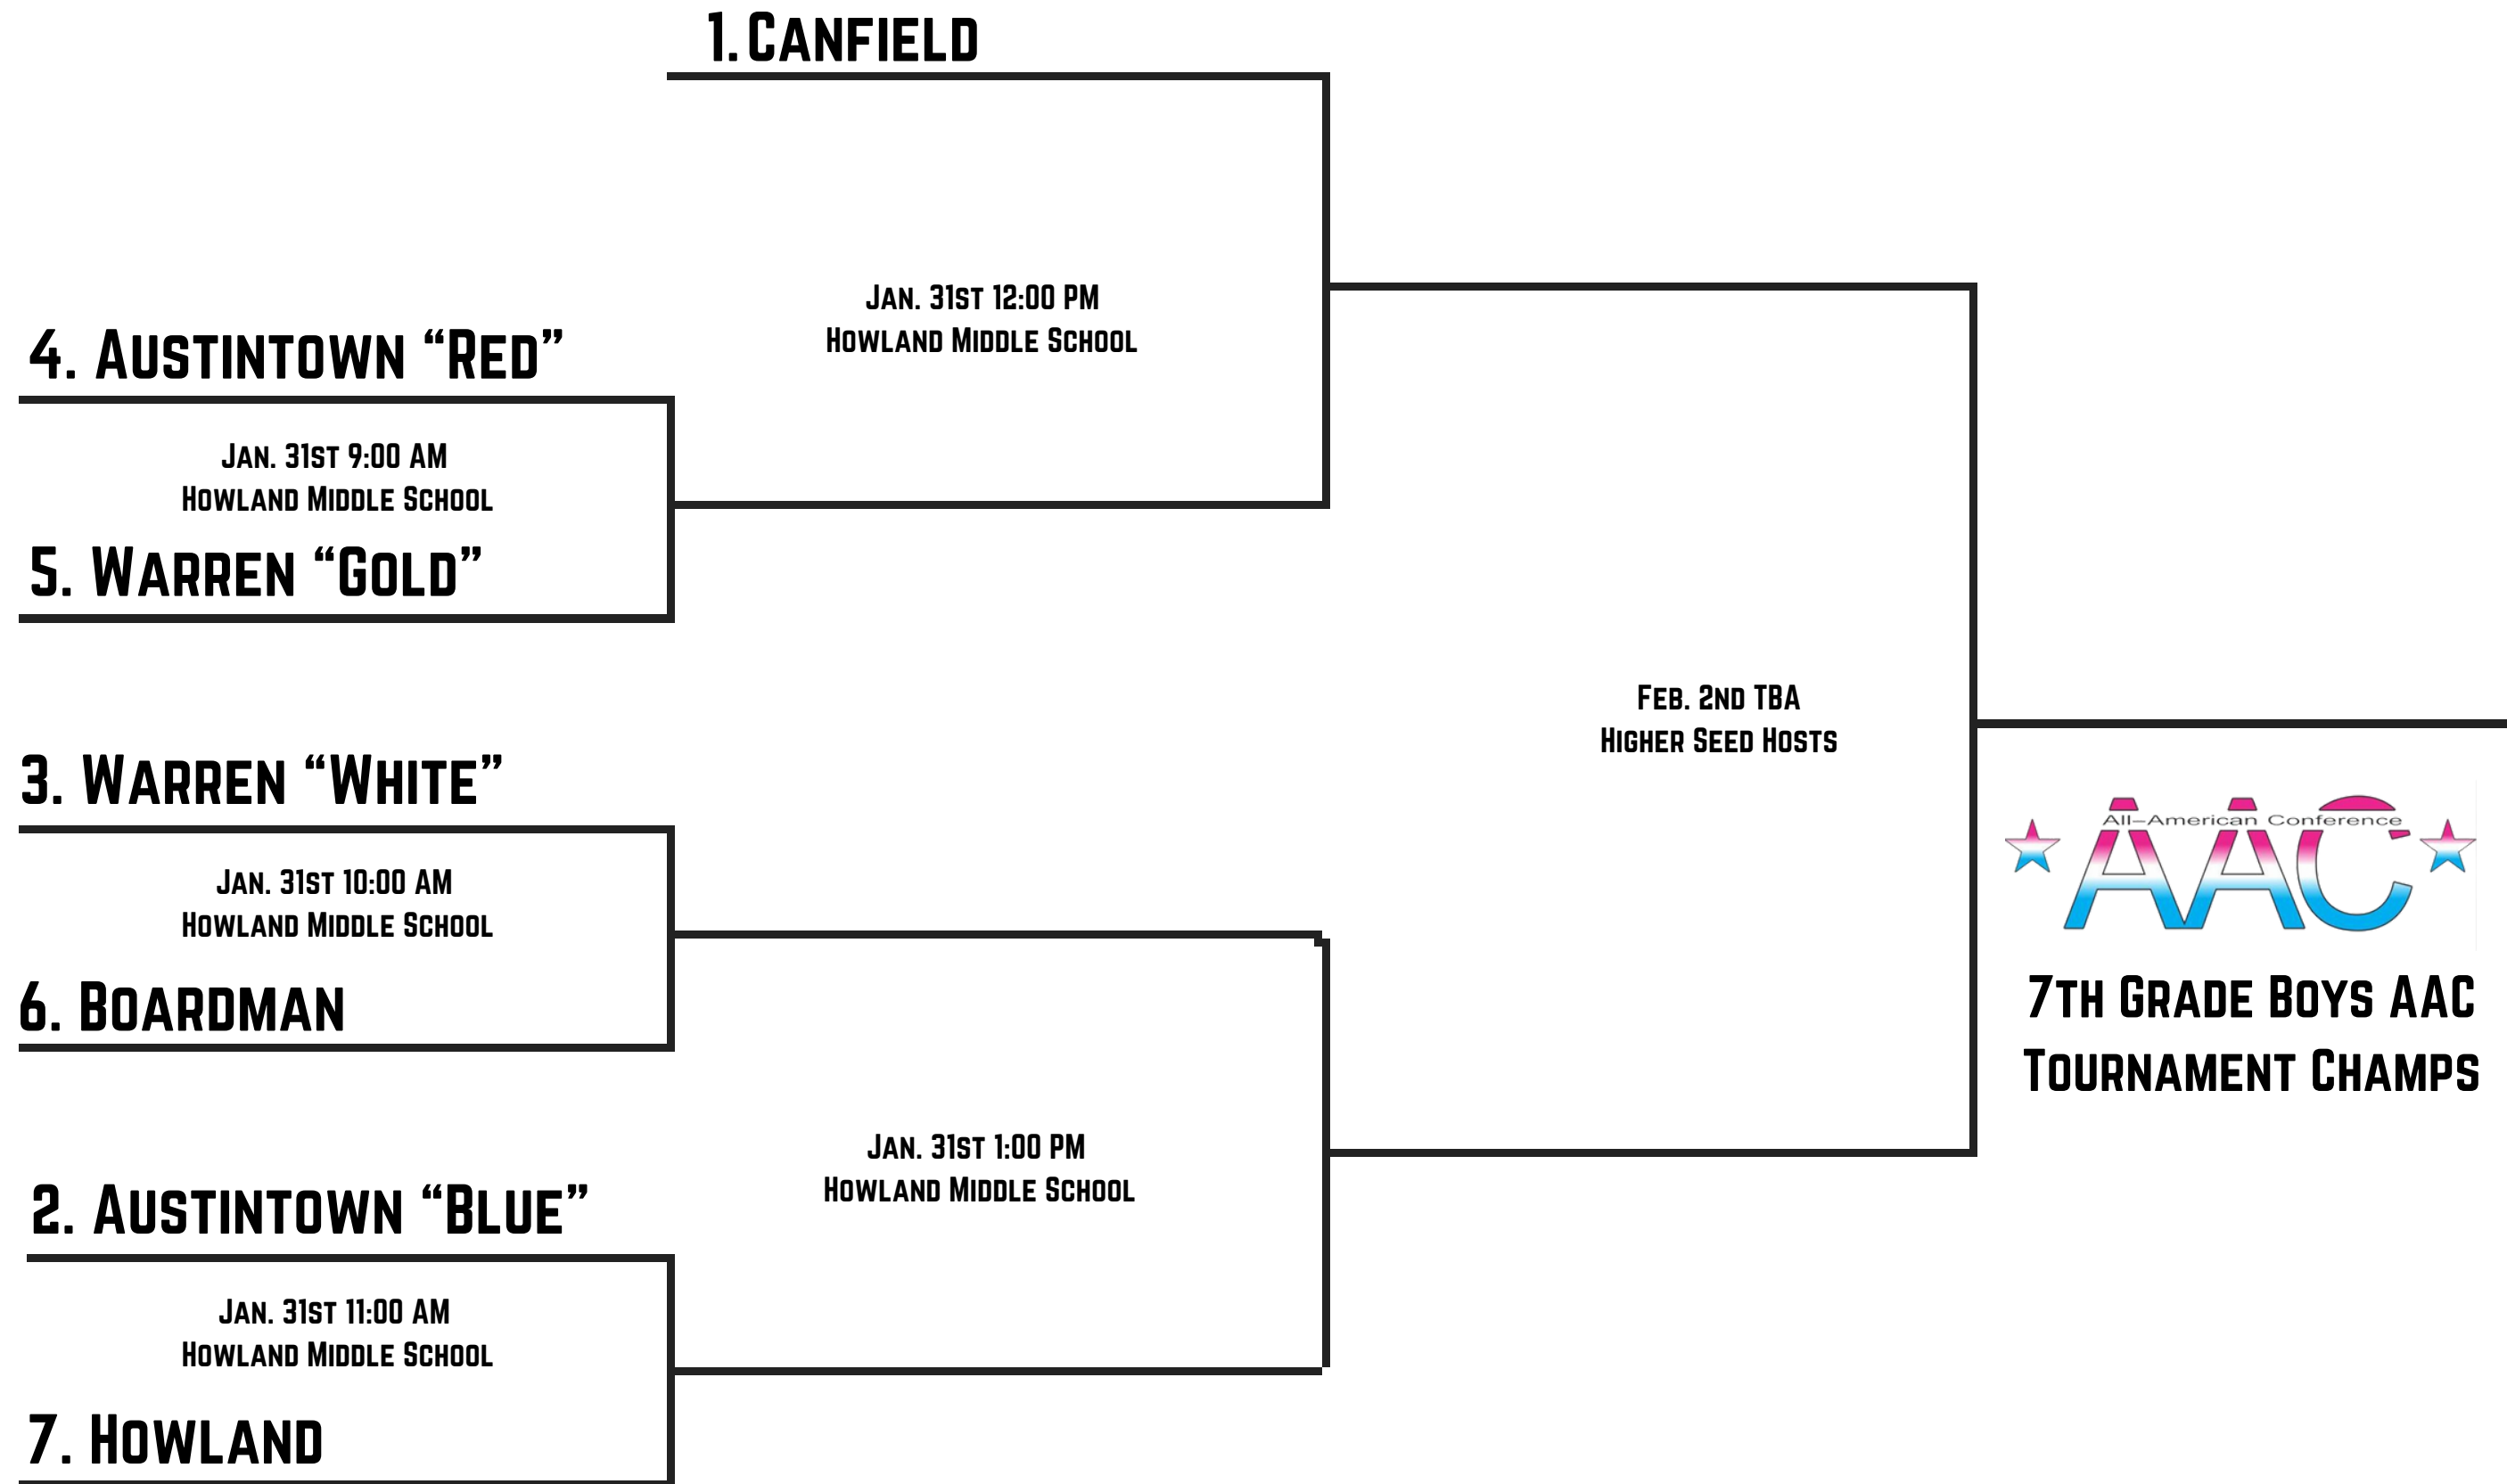 1. Canfield
Jan. 31st 12:00 PM
Howland Middle School
4. Austintown “Red”
Jan. 31st 9:00 AM
Howland Middle School
5. Warren “Gold”
Feb. 2nd TBA
Higher Seed Hosts
3. Warren “White”
Jan. 31st 10:00 AM
Howland Middle School
6. Boardman
All-American Conference
AAC
7th Grade Boys AAC
Tournament Champs
Jan. 31st 1:00 PM
Howland Middle School
2. Austintown “Blue”
Jan. 31st 11:00 AM
Howland Middle School
7. Howland